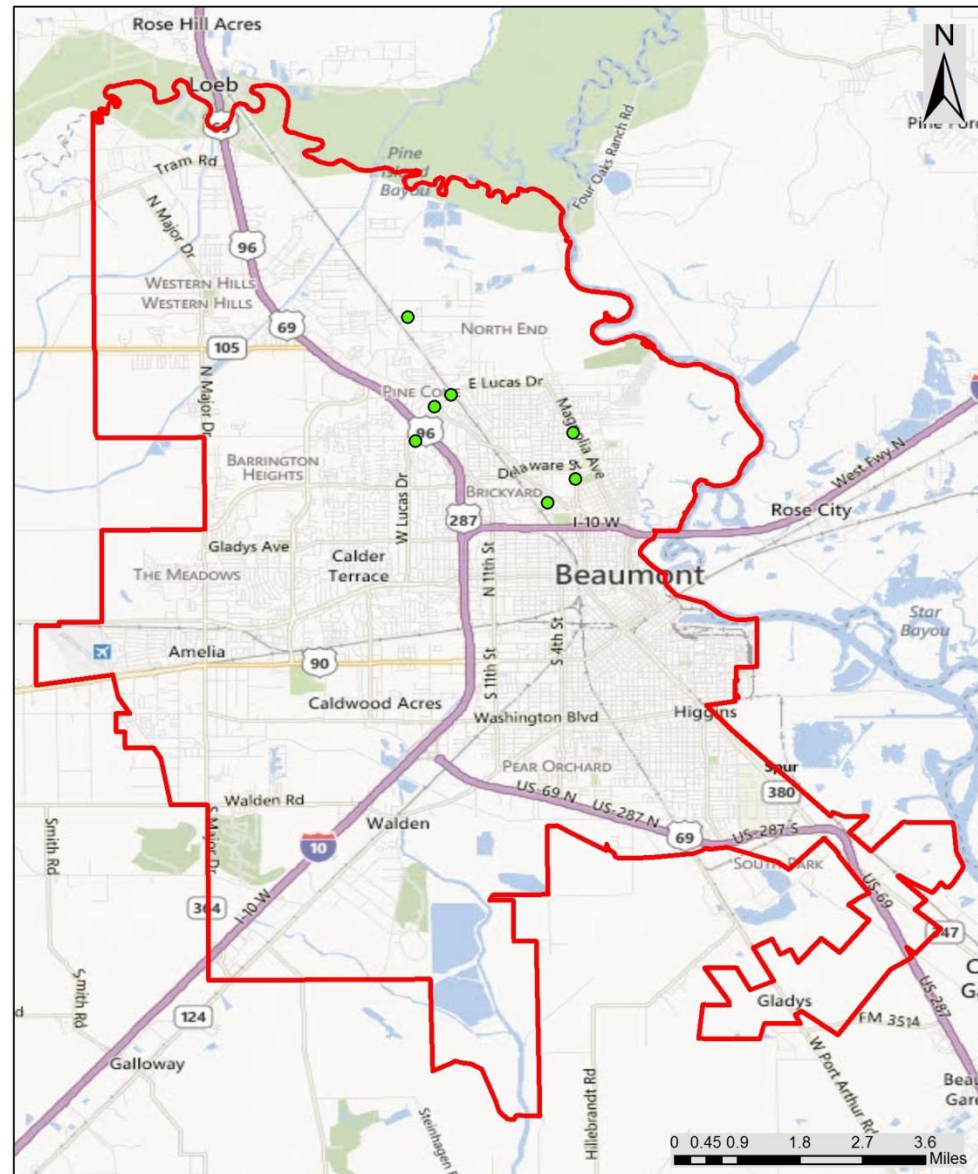 Rose Hill Acres
N
Loeb
Pine
Island
Bayou
Four Oaks Ranch Rd
Tram Rd
N Major Dr
96
WESTERN HILLS
WESTERN HILLS
69
NORTH END
105
E Lucas Dr
N Major Dr
Magnolia Ave
96
BARRINGTON
HEIGHTS
Delaware St
BRICKYARD
West Fwy N
W Lucas Dr
287
I-10-W
Rose City
Gladys Ave
Calder
Terrace
THE MEADOWS
N 11th St
Beaumont
Star
Bayou
Amelia
90
S 11th St
S 4th St
Caldwood Acres
Washington Blvd
Higgins
PEAR ORCHARD
Spur
380
US-69 N
US-287 N
Walden Rd
Walden
69
US-287 S
SOUTH PARK
Smith Rd
S Major Dr
10
US-69
364
I-10 W
347
Smith Rd
Gladys
US-287
124
FM 3514
Galloway
W Port Arthur Rd
Hillebrandt Rd
Steinhagen
0 0.45 0.9 1.8 2.7 3.6
Miles